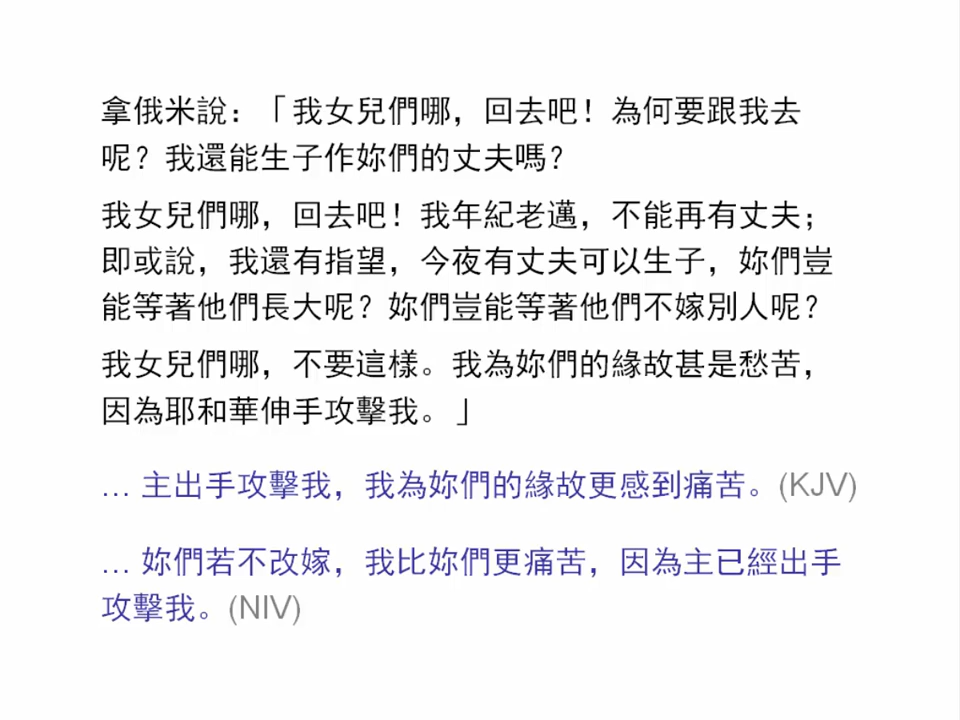 拿俄米說：「我女兒們哪，回去吧！為何要跟我去
呢？我還能生子作妳們的丈夫嗎？
我女兒們哪，回去吧！我年紀老邁，不能再有丈夫；
即或說，我還有指望，今夜有丈夫可以生子，妳們豈
能等著他們長大呢？妳們豈能等著他們不嫁別人呢？
我女兒們哪，不要這樣。我為妳們的緣故甚是愁苦，
因為耶和華伸手攻擊我。」
… 主出手攻擊我，我為妳們的緣故更感到痛苦。(KJV)
… 妳們若不改嫁，我比妳們更痛苦，因為主已經出手
攻擊我。(NIV)